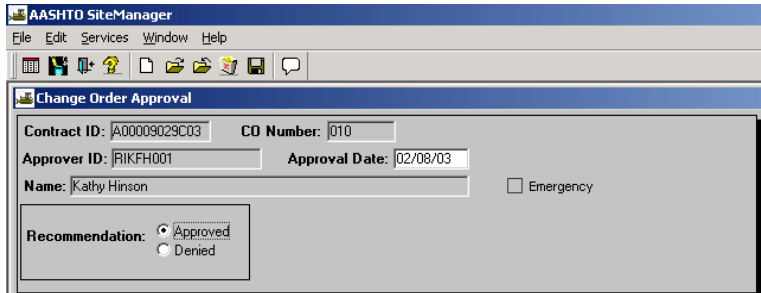 AASHTO SiteManager
File Edit Services Window Help
Change Order Approval
Contract ID: A00009029C03 CO Number: 010
Approver ID: RIKFH001 Approval Date: 02/08/03
Name: Kathy Hinson Emergency
Recommendation: Approved
Denied